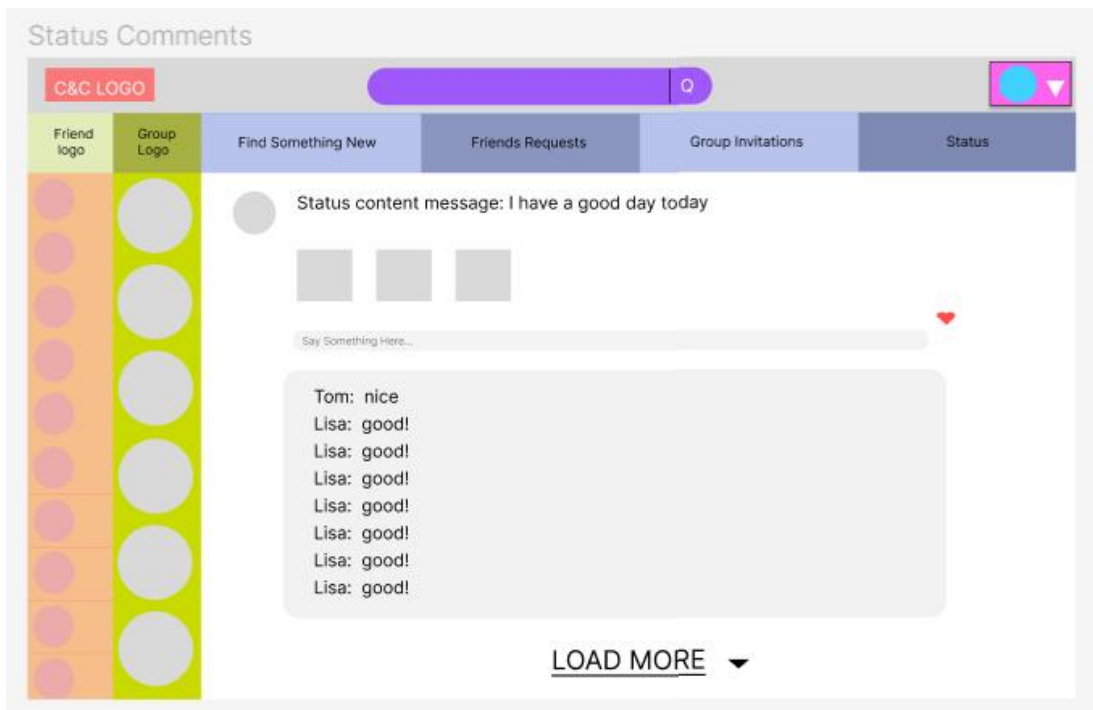 Status Comments
C&C LOGO
Q
Friend
logo
Group
Logo
Find Something New
Friends Requests
Group Invitations
Status
Status content message: I have a good day today
Say Something Here...
Tom: nice
Lisa: good!
Lisa: good!
Lisa: good!
Lisa: good!
Lisa: good!
Lisa: good!
Lisa: good!
LOAD MORE